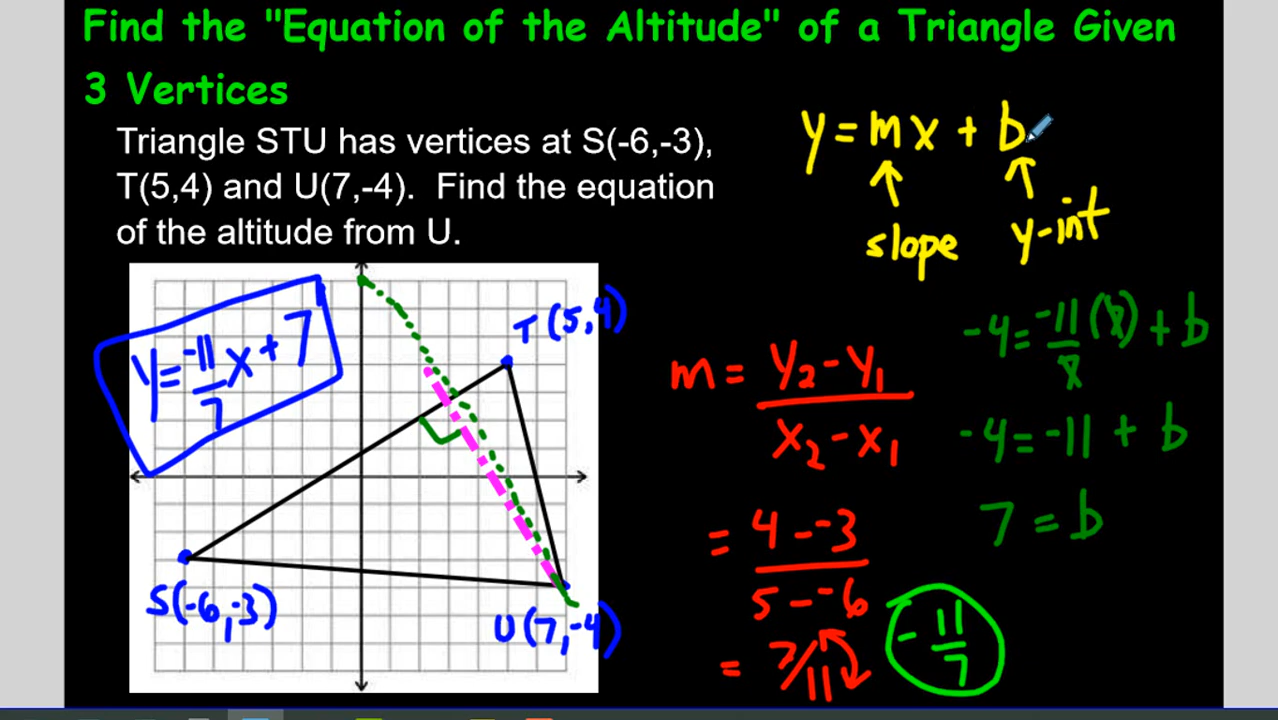 Find the "Equation of the Altitude" of a Triangle Given
3 Vertices
Triangle STU has vertices at S(-6,-3),
T(5,4) and U(7,-4). Find the equation
of the altitude from U.
y = mx + b
slope
y-int
y = -11/7 x + 7
T (5,4)
S(-6,-3)
U(7,-4)
m = y₂ - y₁ / x₂ - x₁
= 4 - -3 / 5 - -6
= 7/11
- 11/7
-4 = -11/7 (7) + b
-4 = -11 + b
7 = b